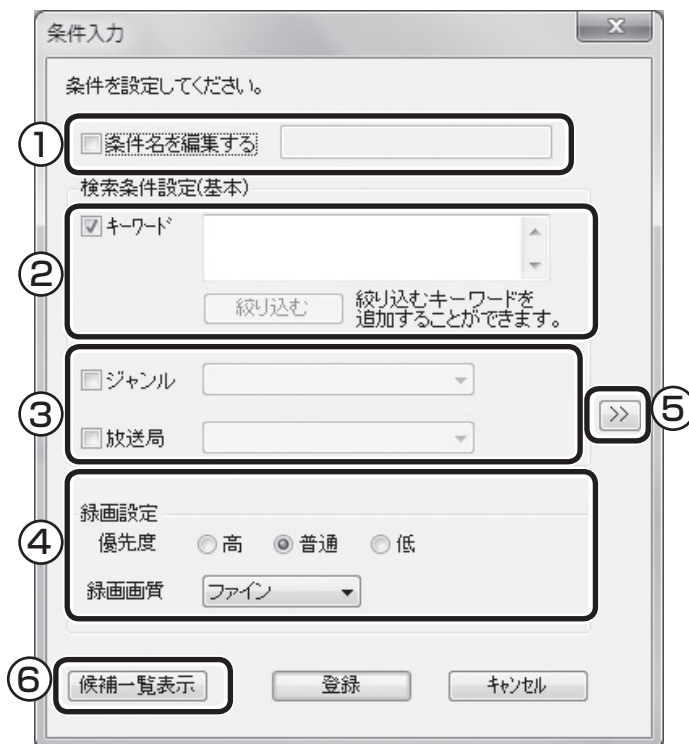 条件入力
条件を設定してください。
① 条件名を編集する
検索条件設定(基本)
② キーワード
絞り込む 絞り込むキーワードを
追加することができます。
③ ジャンル
放送局
>> ⑤
④ 録画設定
優先度 高 普通 低
録画画質 ファイン
⑥ 候補一覧表示 登録 キャンセル